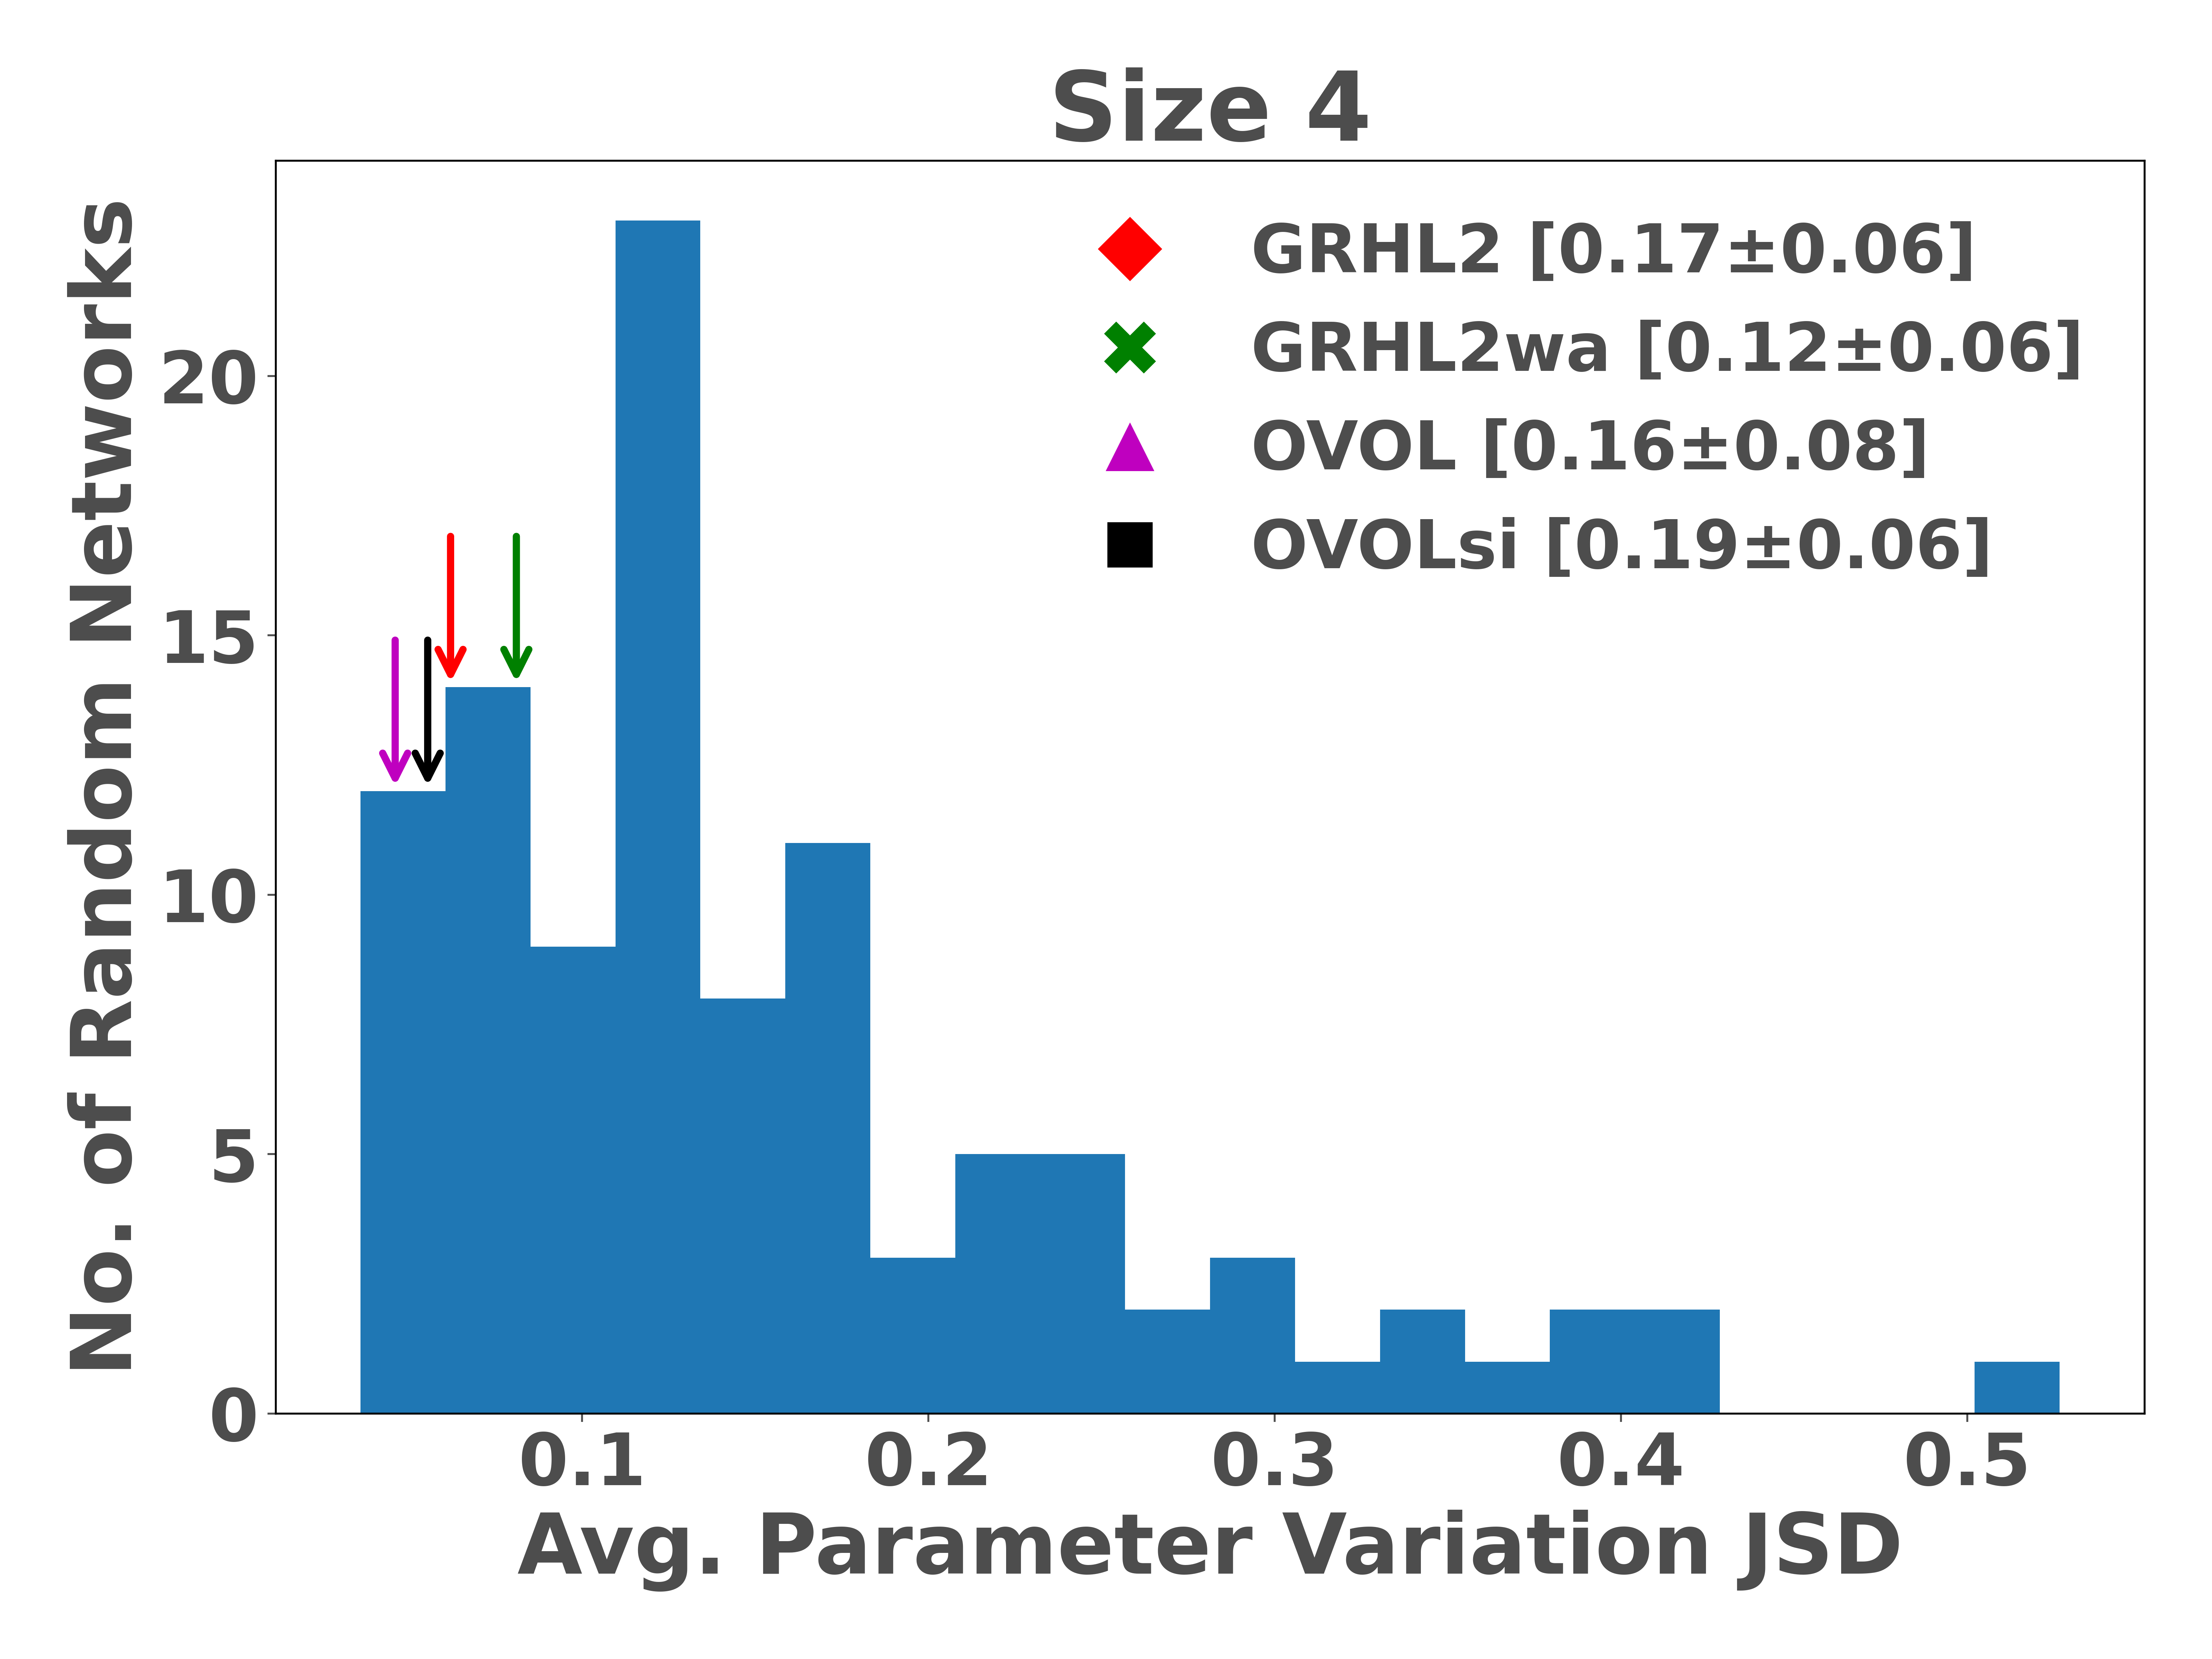 Size 4
No. of Random Networks
20
15
10
5
0
GRHL2 [0.17±0.06]
GRHL2wa [0.12±0.06]
OVOL [0.16±0.08]
OVOLsi [0.19±0.06]
0.1 0.2 0.3 0.4 0.5
Avg. Parameter Variation JSD